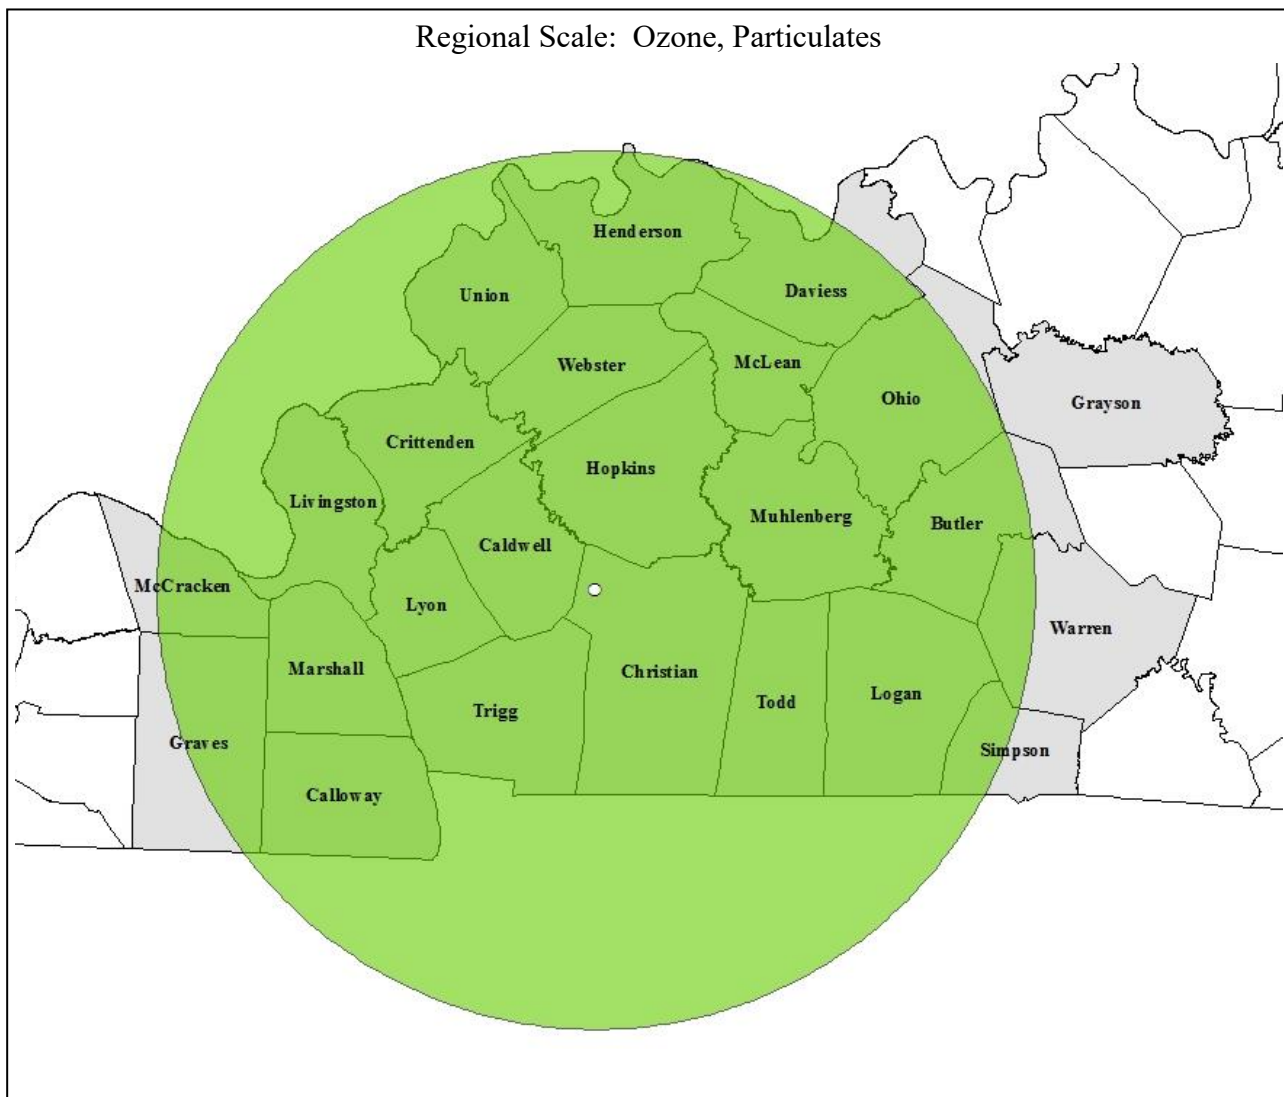 Regional Scale:  Ozone, Particulates
Henderson
Union
Daviess
Webster
McLean
Ohio
Grayson
Crittenden
Hopkins
Livingston
Muhlenberg
Butler
Caldwell
McCracken
Lyon
Warren
Marshall
Christian
Trigg
Todd
Logan
Graves
Simpson
Calloway